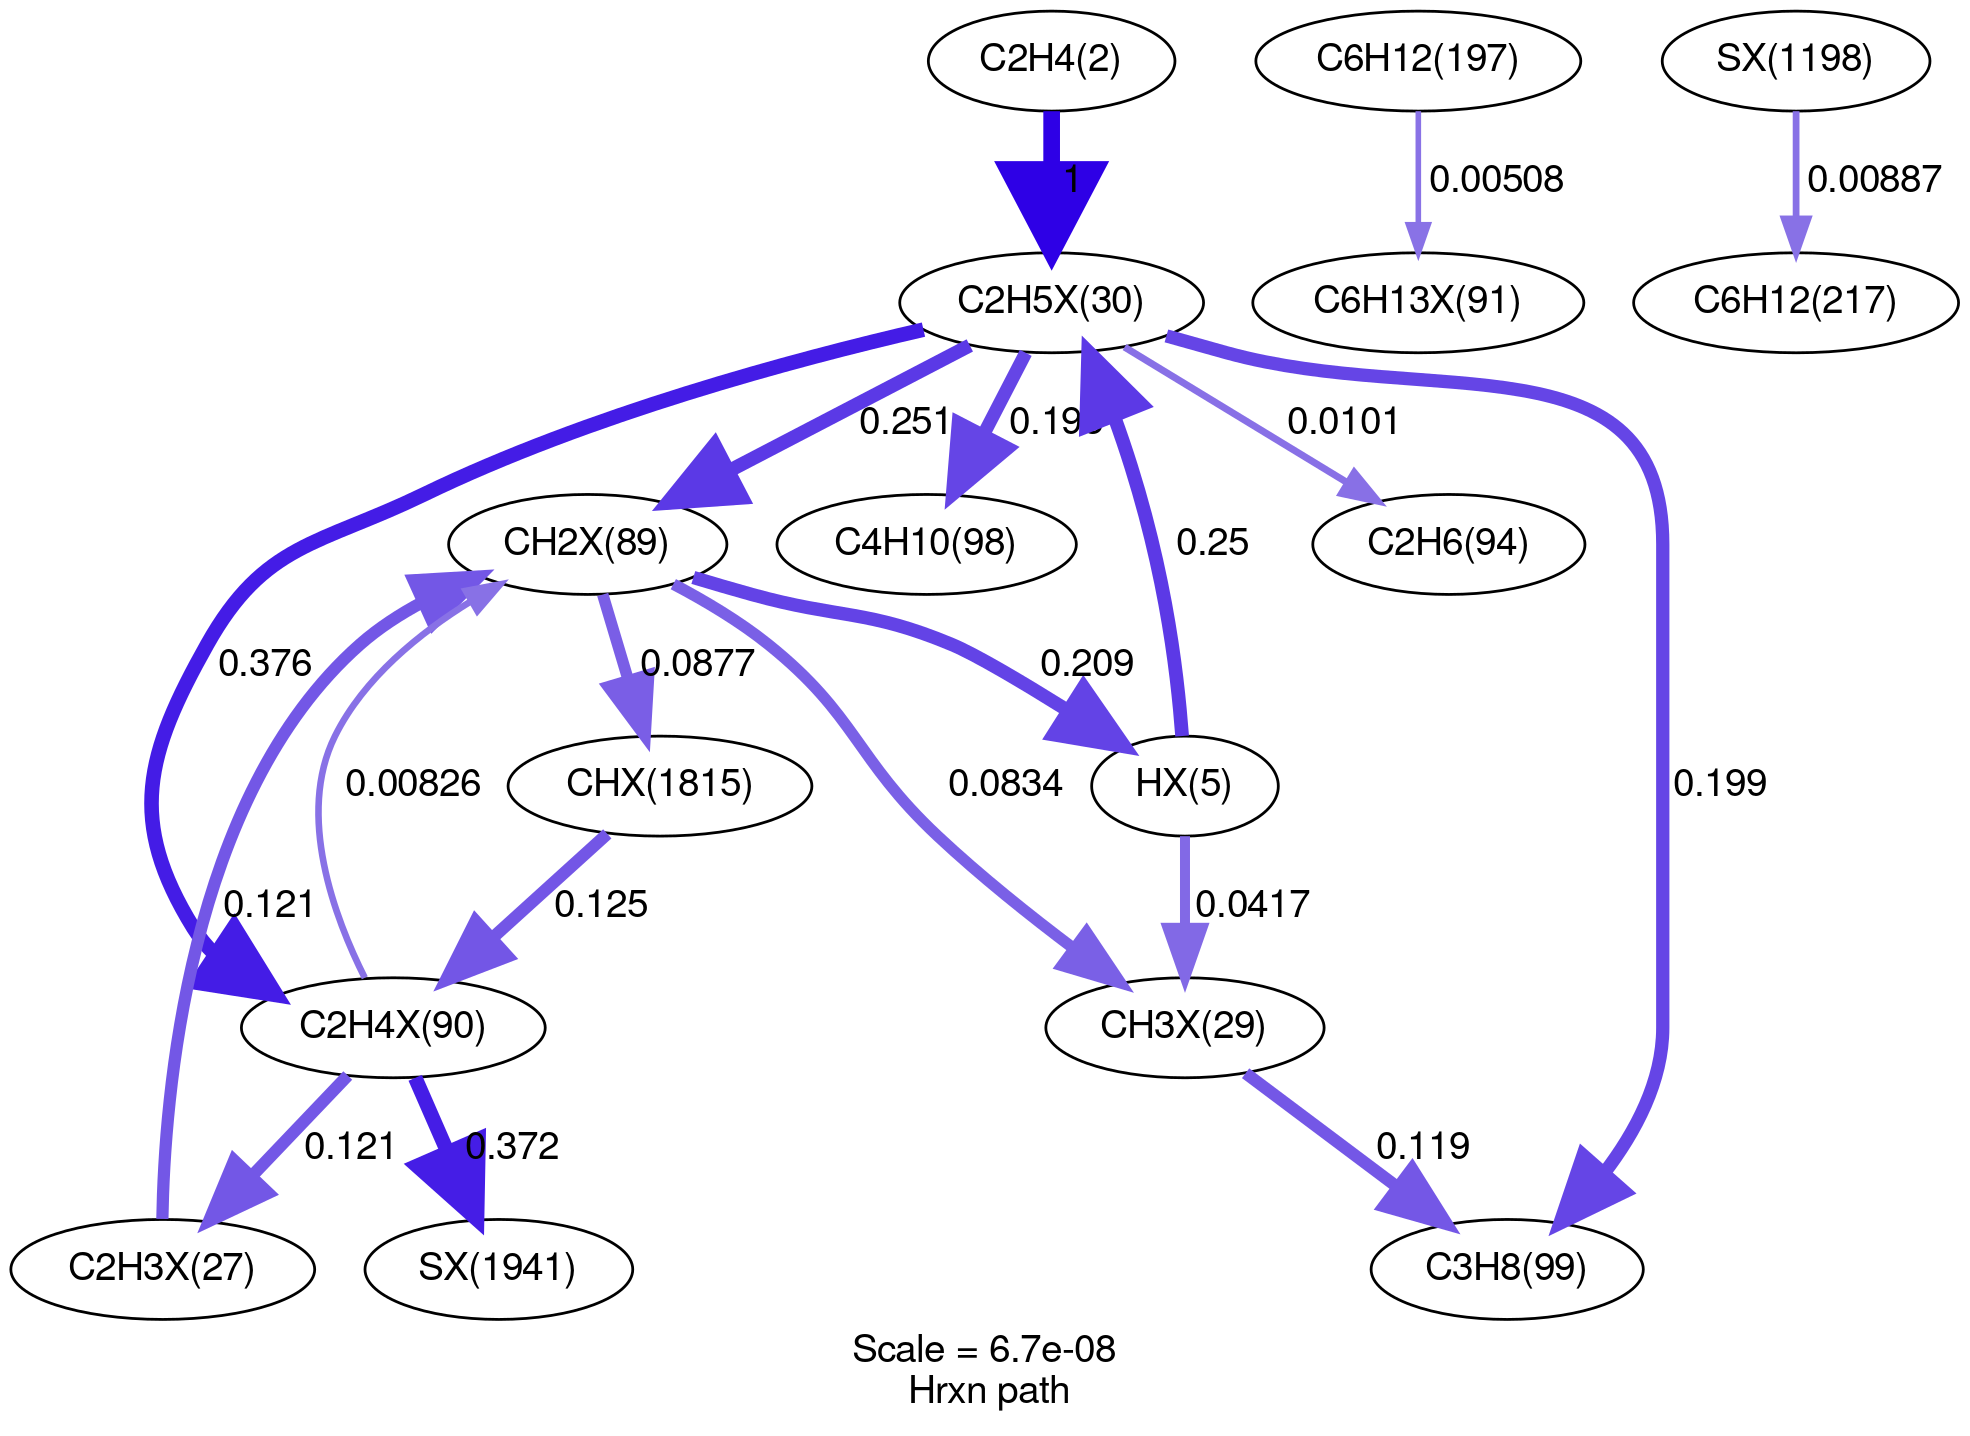 C2H4(2)
C6H12(197)
SX(1198)
1
0.00508
0.00887
C2H5X(30)
C6H13X(91)
C6H12(217)
0.251
0.0101
CH2X(89)
C4H10(98)
0.25
C2H6(94)
0.376
0.0877
0.209
0.00826
CHX(1815)
0.0834
HX(5)
0.199
0.121
0.125
0.0417
C2H4X(90)
CH3X(29)
0.121
0.372
0.119
C2H3X(27)
SX(1941)
C3H8(99)
Scale = 6.7e-08
Hrxn path